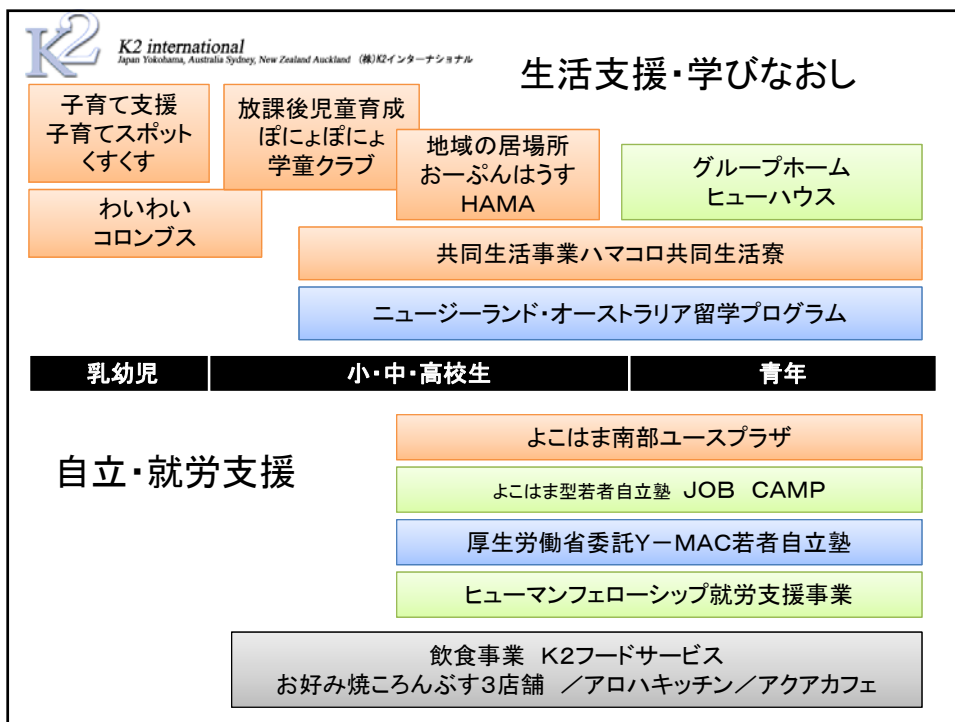 K2
K2 international
Japan Yokohama, Australia Sydney, New Zealand Auckland (株)K2インターナショナル
生活支援・学びなおし
子育て支援
子育てスポット
くすくす
放課後児童育成
ぽにょぽにょ
学童クラブ
地域の居場所
おーぷんはうす
HAMA
グループホーム
ヒューハウス
わいわい
コロンブス
共同生活事業ハマコロ共同生活寮
ニュージーランド・オーストラリア留学プログラム
乳幼児
小・中・高校生
青年
自立・就労支援
よこはま南部ユースプラザ
よこはま型若者自立塾 JOB CAMP
厚生労働省委託Y-MAC若者自立塾
ヒューマンフェローシップ就労支援事業
飲食事業 K2フードサービス
お好み焼ころんぶす3店舗 /アロハキッチン/アクアカフェ